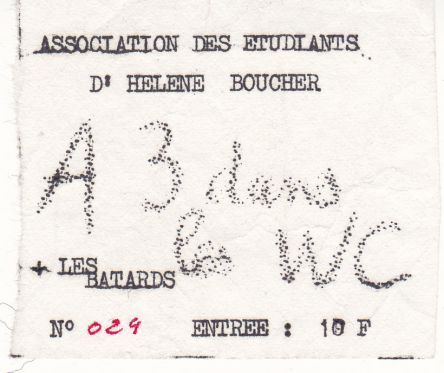 ASSOCIATION DES ETUDIANTS
D' HELENE BOUCHER
A 3 dans
les WC
+ LES
BATARDS
N° 029
ENTREE : 10 F